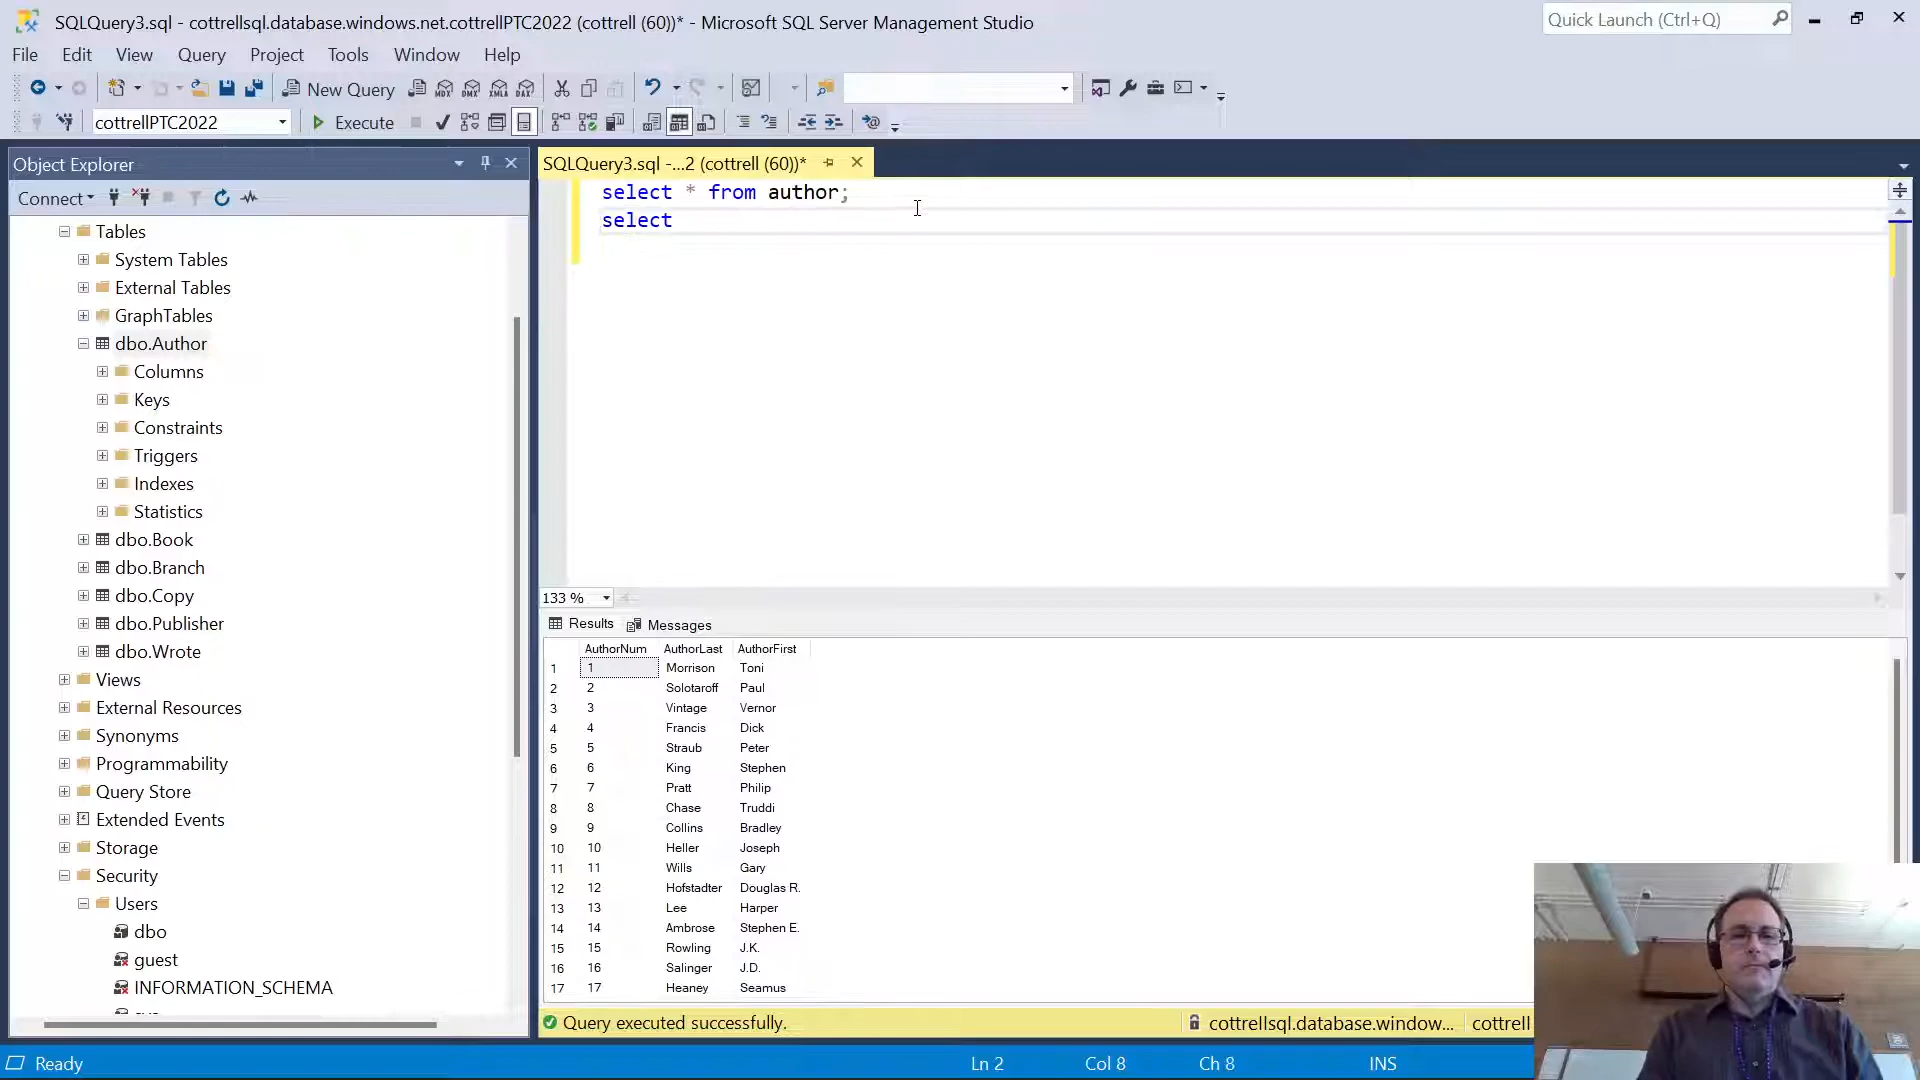 SQLQuery3.sql - cottrellsql.database.windows.net.cottrellPTC2022 (cottrell (60))* - Microsoft SQL Server Management Studio
Quick Launch (Ctrl+Q)
File Edit View Query Project Tools Window Help
New Query MDX DMX XMLA DAX
cottrellPTC2022 Execute
Object Explorer
SQLQuery3.sql -...2 (cottrell (60))*
Connect
select * from author;
select
Tables
System Tables
External Tables
GraphTables
dbo.Author
Columns
Keys
Constraints
Triggers
Indexes
Statistics
dbo.Book
dbo.Branch
dbo.Copy
dbo.Publisher
dbo.Wrote
Views
External Resources
Synonyms
Programmability
Query Store
Extended Events
Storage
Security
Users
dbo
guest
INFORMATION_SCHEMA
133 %
Results Messages
AuthorNum AuthorLast AuthorFirst
1 1 Morrison Toni
2 2 Solotaroff Paul
3 3 Vintage Vernor
4 4 Francis Dick
5 5 Straub Peter
6 6 King Stephen
7 7 Pratt Philip
8 8 Chase Truddi
9 9 Collins Bradley
10 10 Heller Joseph
11 11 Wills Gary
12 12 Hofstadter Douglas R.
13 13 Lee Harper
14 14 Ambrose Stephen E.
15 15 Rowling J.K.
16 16 Salinger J.D.
17 17 Heaney Seamus
Query executed successfully. cottrellsql.database.window... cottrell
Ready Ln 2 Col 8 Ch 8 INS